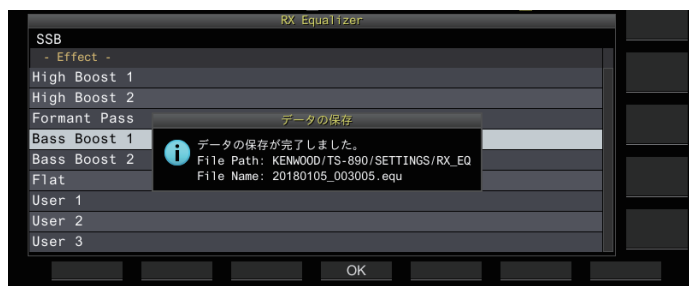 RX Equalizer
SSB
- Effect -
High Boost 1
High Boost 2
Formant Pass
Bass Boost 1
Bass Boost 2
Flat
User 1
User 2
User 3
データの保存
データの保存が完了しました。
File Path: KENWOOD/TS-890/SETTINGS/RX_EQ
File Name: 20180105_003005.equ
OK